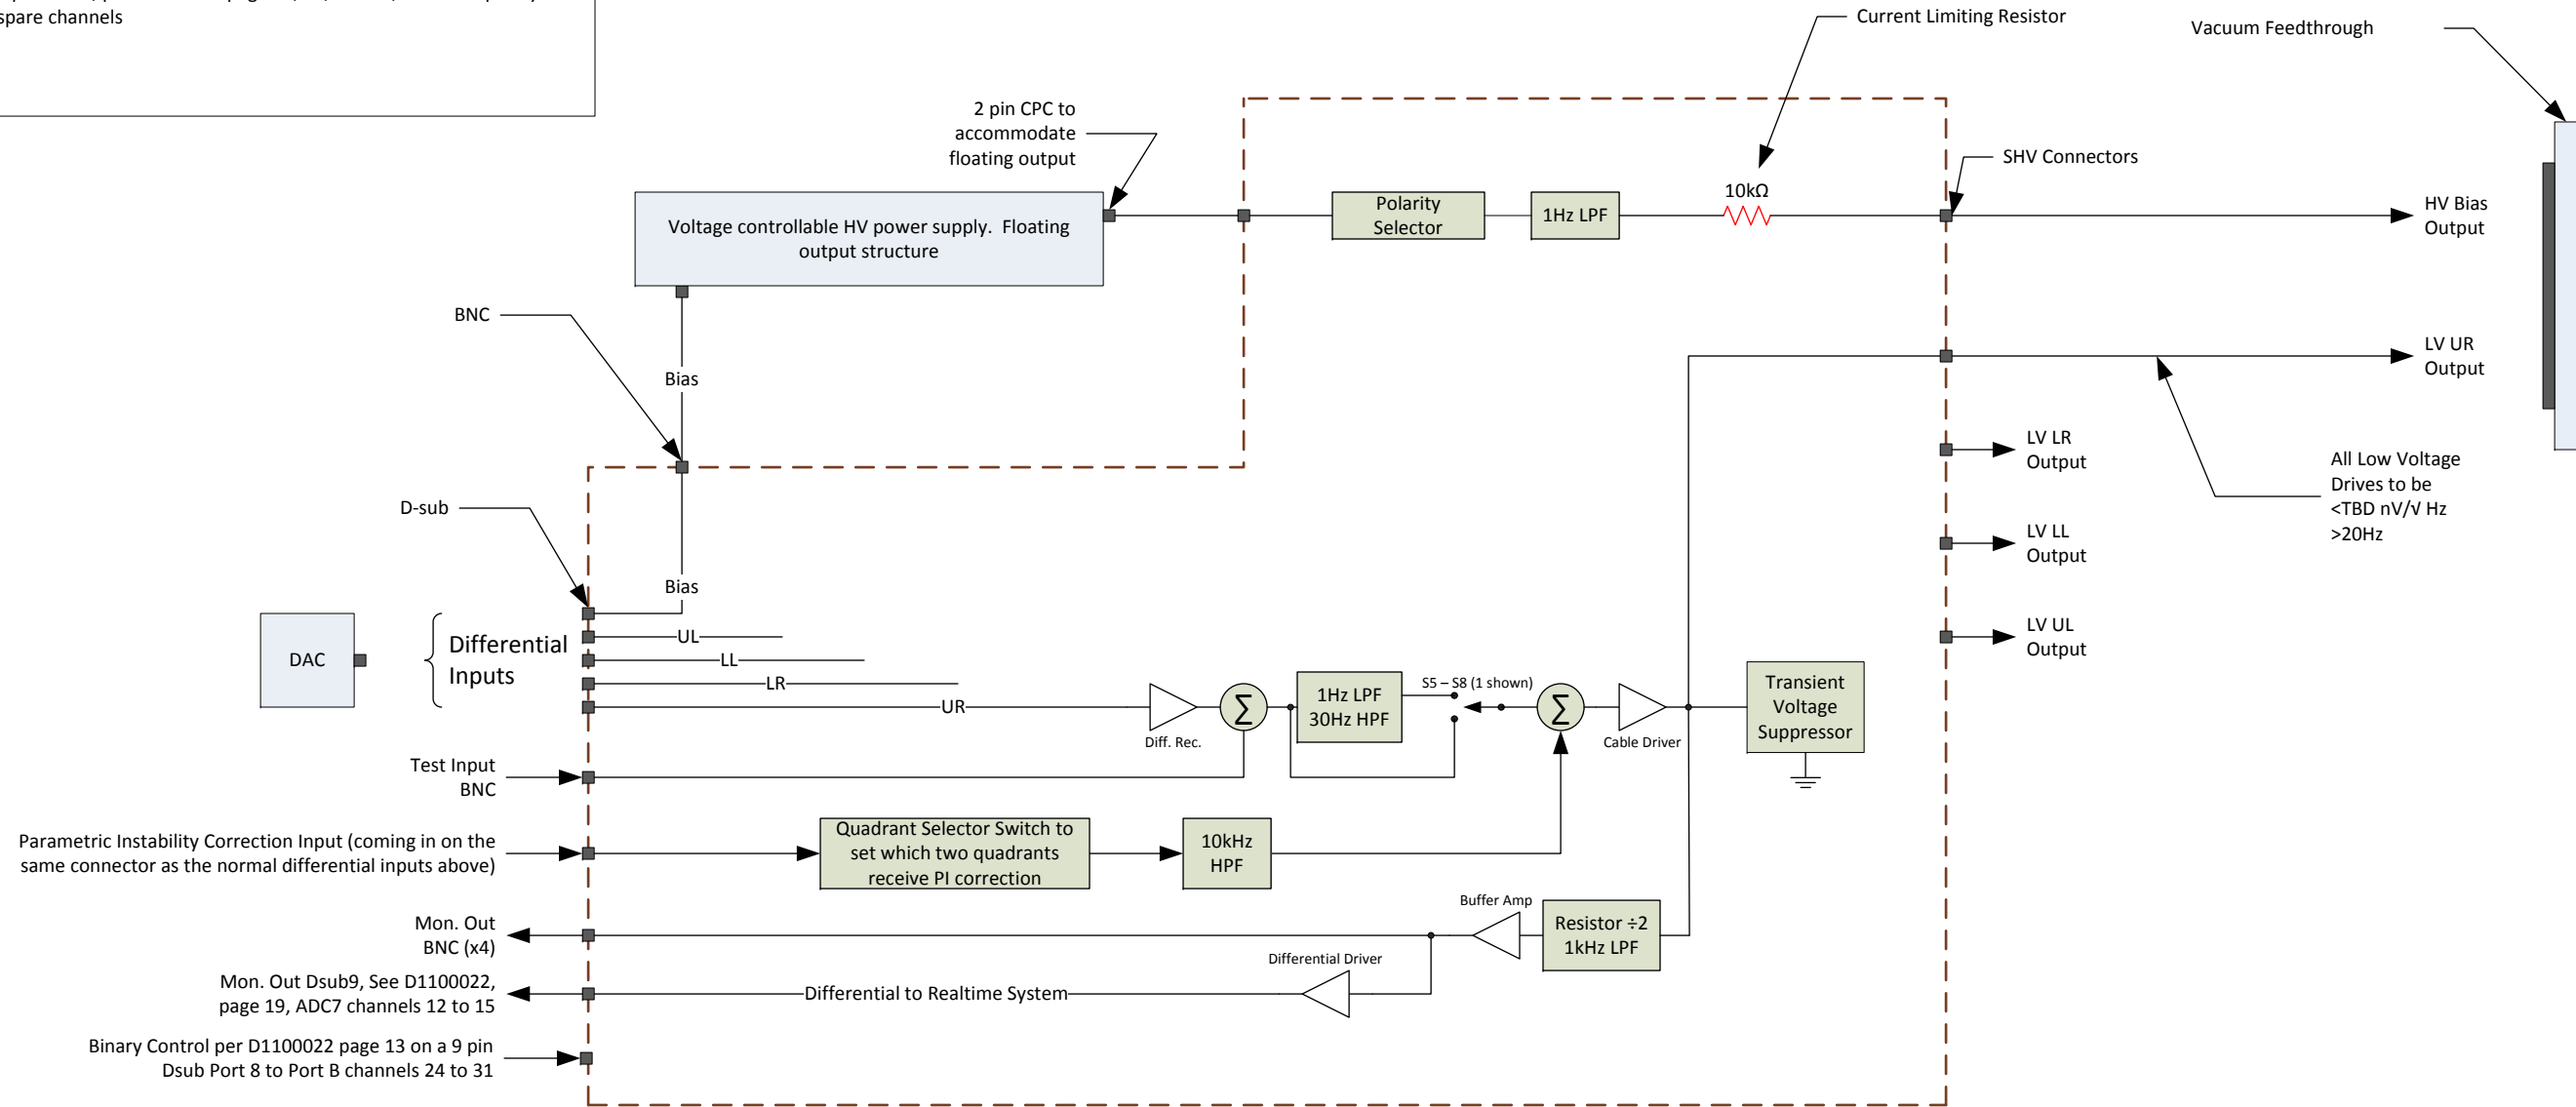 spare channels
Current Limiting Resistor
Vacuum Feedthrough
2 pin CPC to
accommodate
floating output
SHV Connectors
Voltage controllable HV power supply.  Floating
output structure
Polarity
Selector
1Hz LPF
10kΩ
HV Bias
Output
BNC
Bias
LV UR
Output
LV LR
Output
All Low Voltage
Drives to be
<TBD nV/√ Hz
>20Hz
D-sub
LV LL
Output
Bias
DAC
Differential
Inputs
UL
LL
LR
UR
LV UL
Output
Diff. Rec.
∑
1Hz LPF
30Hz HPF
S5 – S8 (1 shown)
∑
Cable Driver
Transient
Voltage
Suppressor
Test Input
BNC
Parametric Instability Correction Input (coming in on the
same connector as the normal differential inputs above)
Quadrant Selector Switch to
set which two quadrants
receive PI correction
10kHz
HPF
Mon. Out
BNC (x4)
Buffer Amp
Resistor ÷2
1kHz LPF
Mon. Out Dsub9, See D1100022,
page 19, ADC7 channels 12 to 15
Differential to Realtime System
Differential Driver
Binary Control per D1100022 page 13 on a 9 pin
Dsub Port 8 to Port B channels 24 to 31